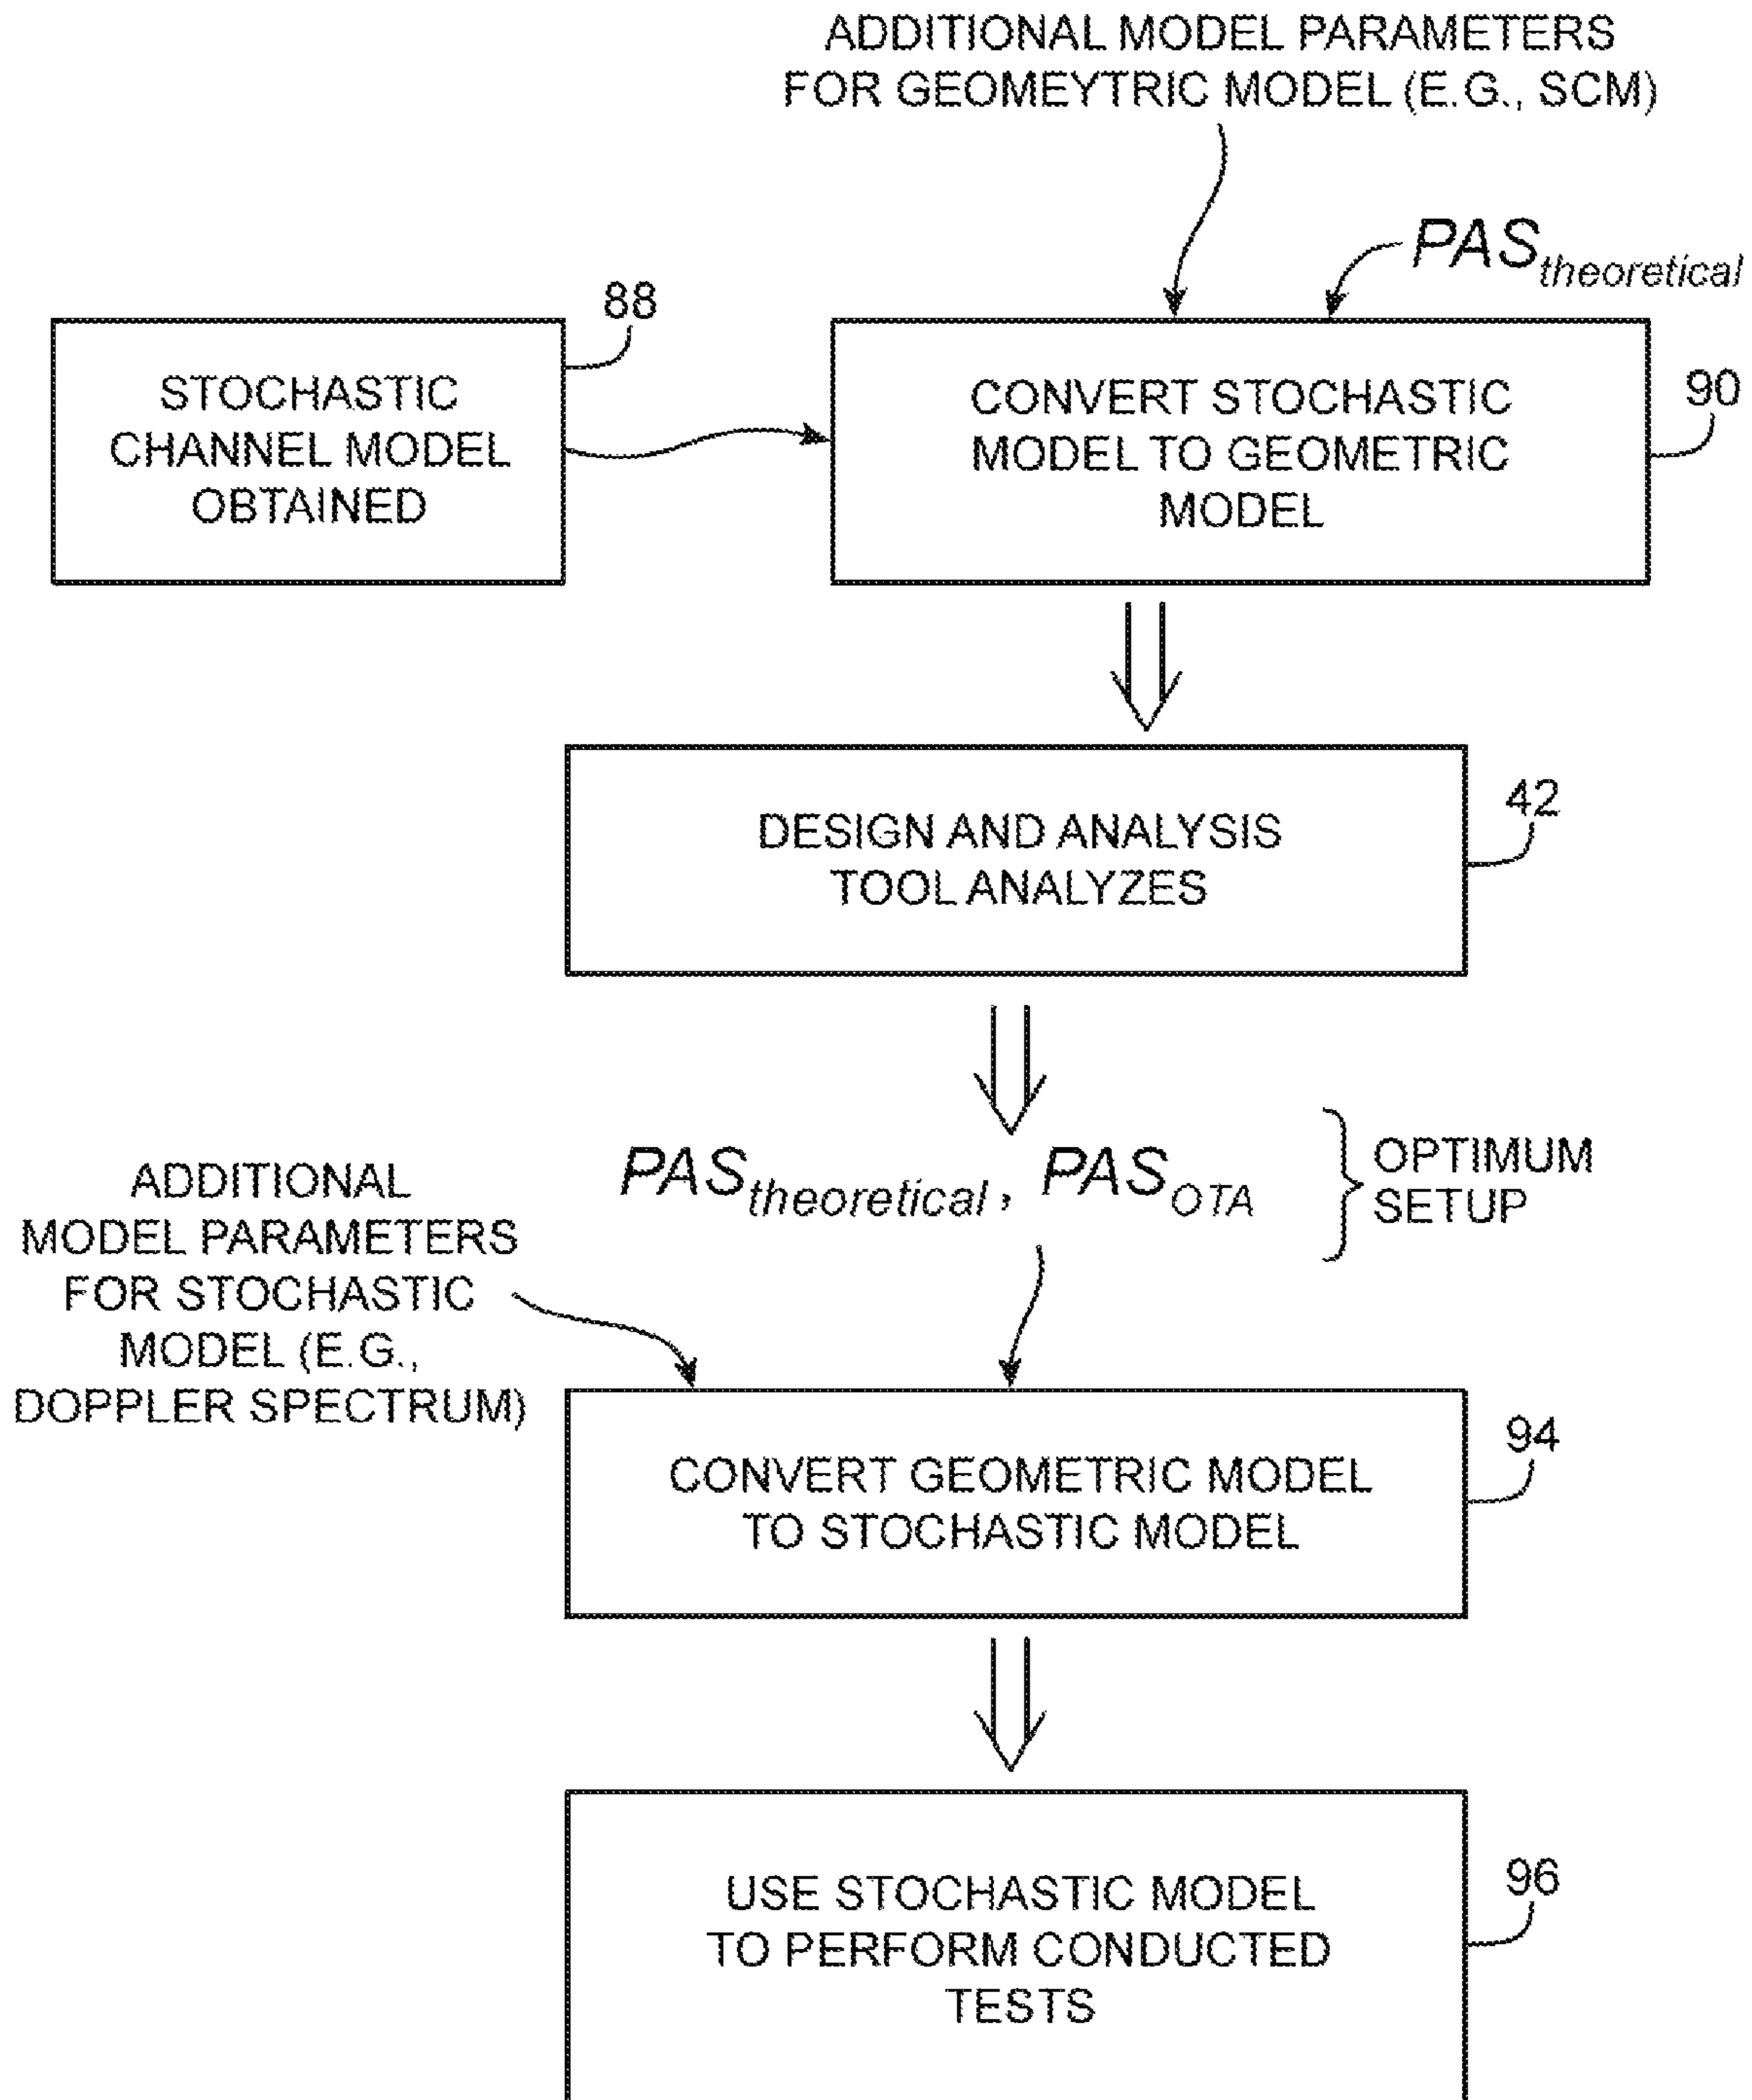 ADDITIONAL MODEL PARAMETERS
FOR GEOMEYTRIC MODEL (E.G., SCM)
PAStheoretical
88
STOCHASTIC
CHANNEL MODEL
OBTAINED
90
CONVERT STOCHASTIC
MODEL TO GEOMETRIC
MODEL
42
DESIGN AND ANALYSIS
TOOL ANALYZES
PAStheoretical, PASOTA
OPTIMUM
SETUP
ADDITIONAL
MODEL PARAMETERS
FOR STOCHASTIC
MODEL (E.G.,
DOPPLER SPECTRUM)
94
CONVERT GEOMETRIC MODEL
TO STOCHASTIC MODEL
96
USE STOCHASTIC MODEL
TO PERFORM CONDUCTED
TESTS